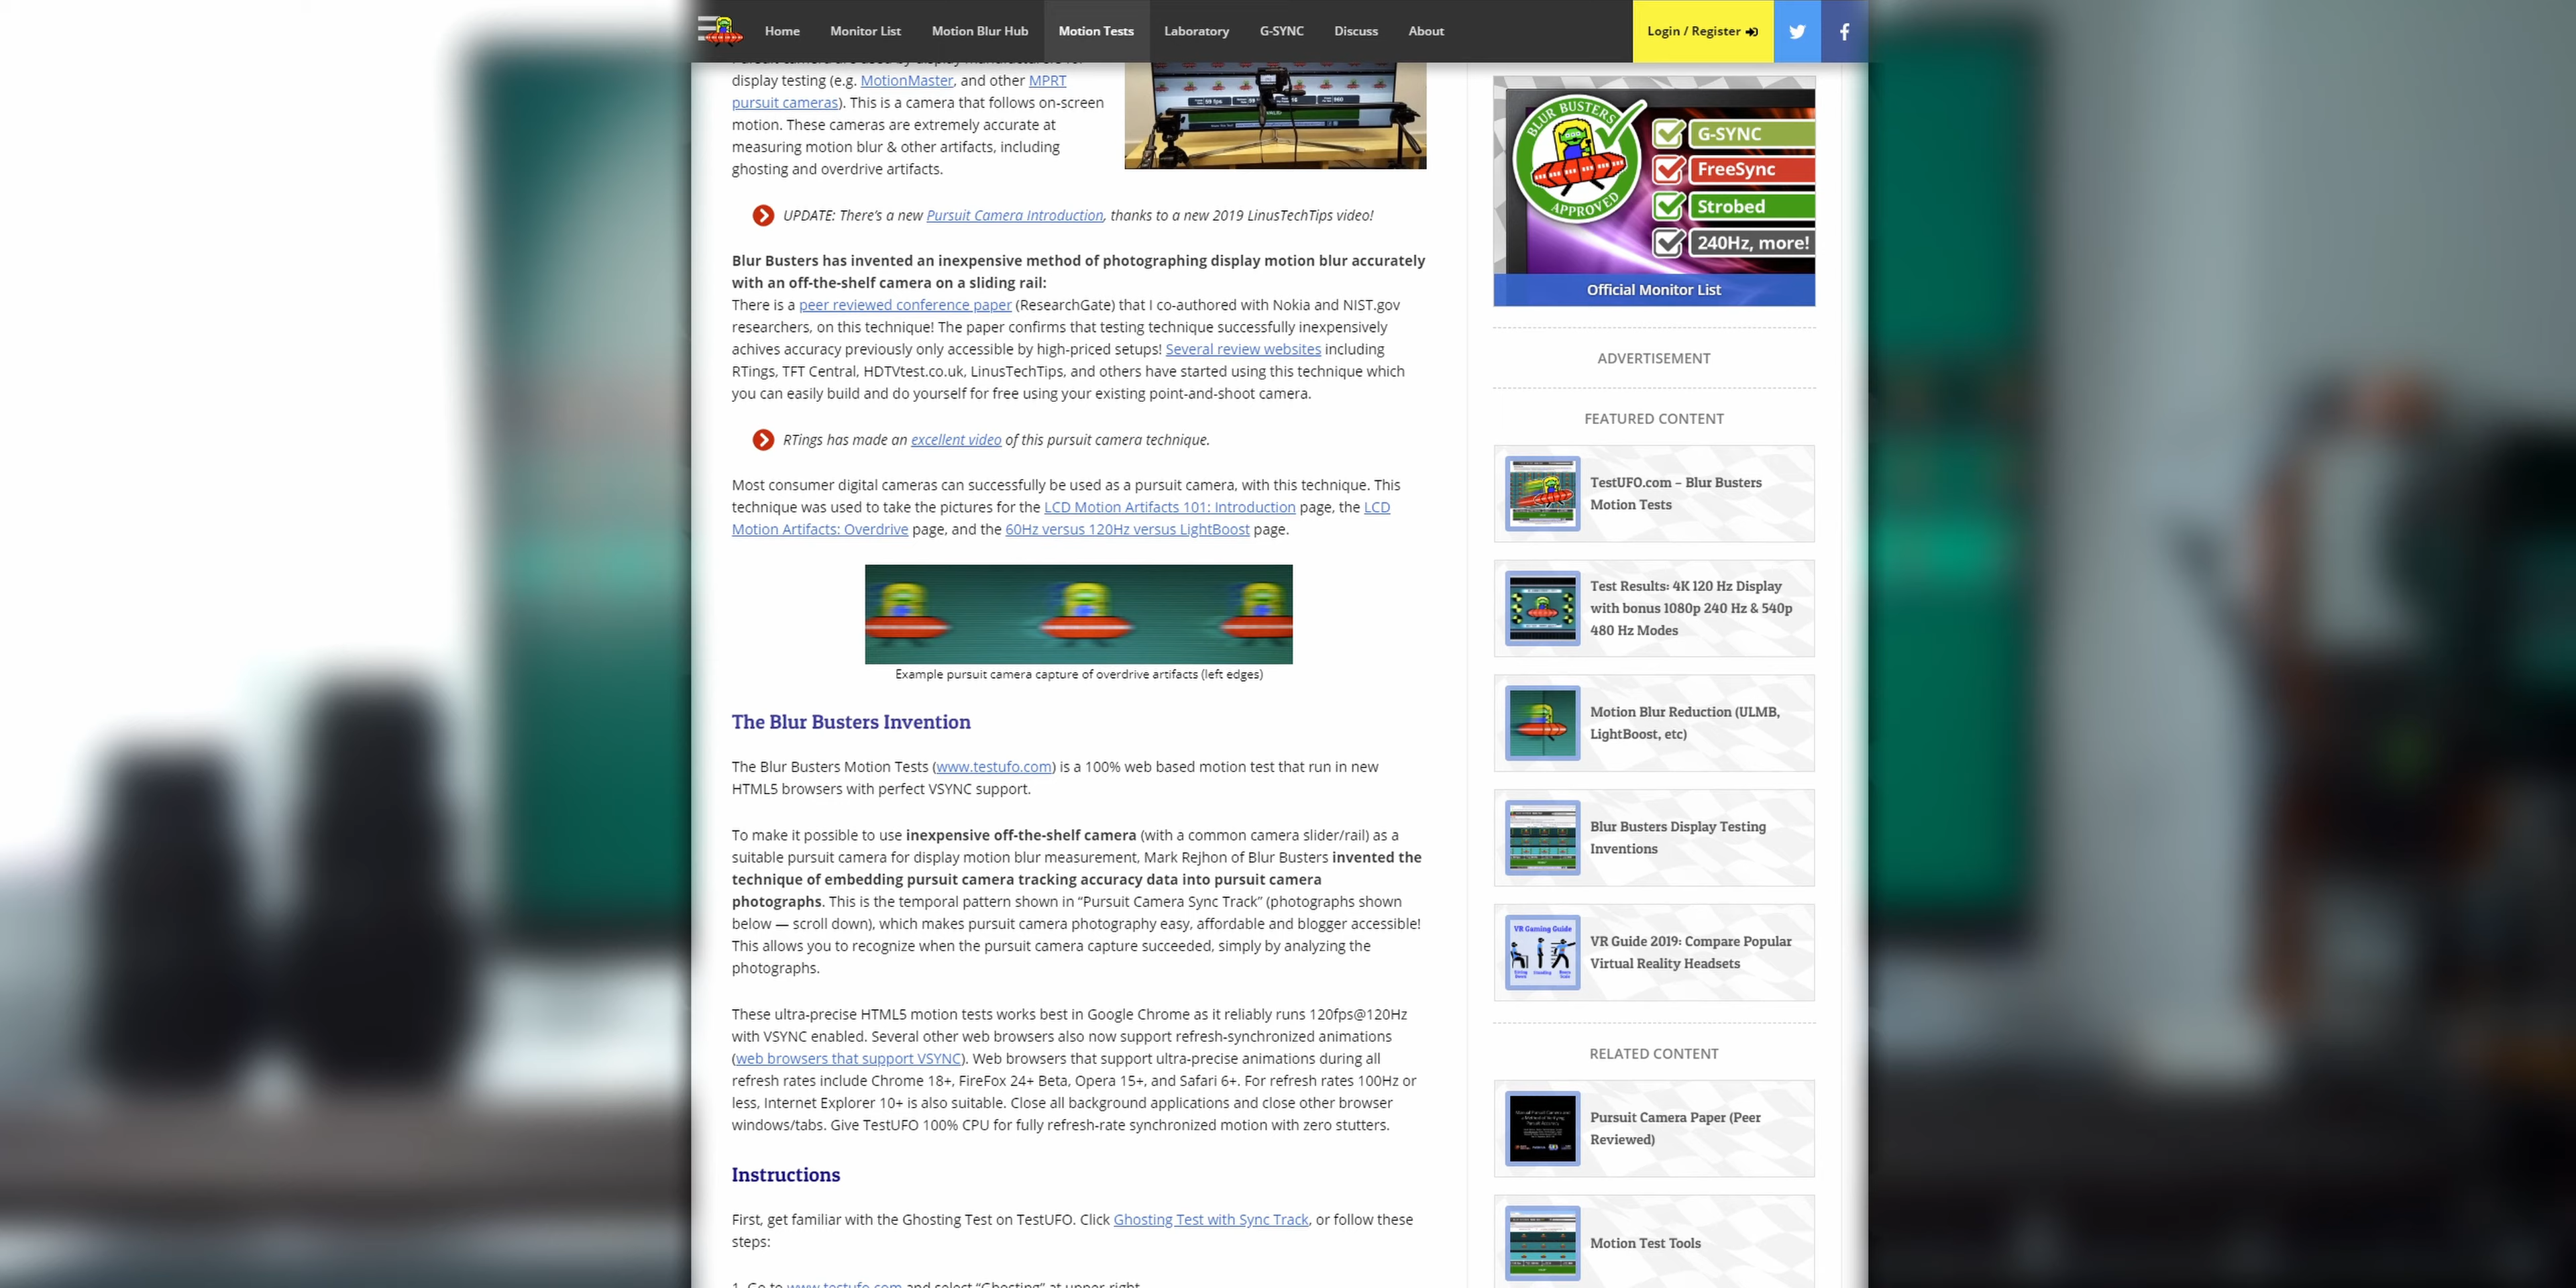 Home Monitor List Motion Blur Hub Motion Tests Laboratory G-SYNC Discuss About Login / Register
display testing (e.g. MotionMaster, and other MPRT
pursuit cameras). This is a camera that follows on-screen
motion. These cameras are extremely accurate at
measuring motion blur & other artifacts, including
ghosting and overdrive artifacts.
UPDATE: There's a new Pursuit Camera Introduction, thanks to a new 2019 LinusTechTips video!
Blur Busters has invented an inexpensive method of photographing display motion blur accurately
with an off-the-shelf camera on a sliding rail:
There is a peer reviewed conference paper (ResearchGate) that I co-authored with Nokia and NIST.gov
researchers, on this technique! The paper confirms that testing technique successfully inexpensively
achives accuracy previously only accessible by high-priced setups! Several review websites including
RTings, TFT Central, HDTVtest.co.uk, LinusTechTips, and others have started using this technique which
you can easily build and do yourself for free using your existing point-and-shoot camera.
RTings has made an excellent video of this pursuit camera technique.
Most consumer digital cameras can successfully be used as a pursuit camera, with this technique. This
technique was used to take the pictures for the LCD Motion Artifacts 101: Introduction page, the LCD
Motion Artifacts: Overdrive page, and the 60Hz versus 120Hz versus LightBoost page.
Example pursuit camera capture of overdrive artifacts (left edges)
The Blur Busters Invention
The Blur Busters Motion Tests (www.testufo.com) is a 100% web based motion test that run in new
HTML5 browsers with perfect VSYNC support.
To make it possible to use inexpensive off-the-shelf camera (with a common camera slider/rail) as a
suitable pursuit camera for display motion blur measurement, Mark Rejhon of Blur Busters invented the
technique of embedding pursuit camera tracking accuracy data into pursuit camera
photographs. This is the temporal pattern shown in “Pursuit Camera Sync Track” (photographs shown
below — scroll down), which makes pursuit camera photography easy, affordable and blogger accessible!
This allows you to recognize when the pursuit camera capture succeeded, simply by analyzing the
photographs.
These ultra-precise HTML5 motion tests works best in Google Chrome as it reliably runs 120fps@120Hz
with VSYNC enabled. Several other web browsers also now support refresh-synchronized animations
(web browsers that support VSYNC). Web browsers that support ultra-precise animations during all
refresh rates include Chrome 18+, FireFox 24+ Beta, Opera 15+, and Safari 6+. For refresh rates 100Hz or
less, Internet Explorer 10+ is also suitable. Close all background applications and close other browser
windows/tabs. Give TestUFO 100% CPU for fully refresh-rate synchronized motion with zero stutters.
Instructions
First, get familiar with the Ghosting Test on TestUFO. Click Ghosting Test with Sync Track, or follow these
steps:
1. Go to www.testufo.com and select “Ghosting” at upper right.
BLUR BUSTERS
APPROVED
G-SYNC
FreeSync
Strobed
240Hz, more!
Official Monitor List
ADVERTISEMENT
FEATURED CONTENT
TestUFO.com – Blur Busters
Motion Tests
Test Results: 4K 120 Hz Display
with bonus 1080p 240 Hz & 540p
480 Hz Modes
Motion Blur Reduction (ULMB,
LightBoost, etc)
Blur Busters Display Testing
Inventions
VR Gaming Guide
VR Guide 2019: Compare Popular
Virtual Reality Headsets
RELATED CONTENT
Pursuit Camera Paper (Peer
Reviewed)
Motion Test Tools